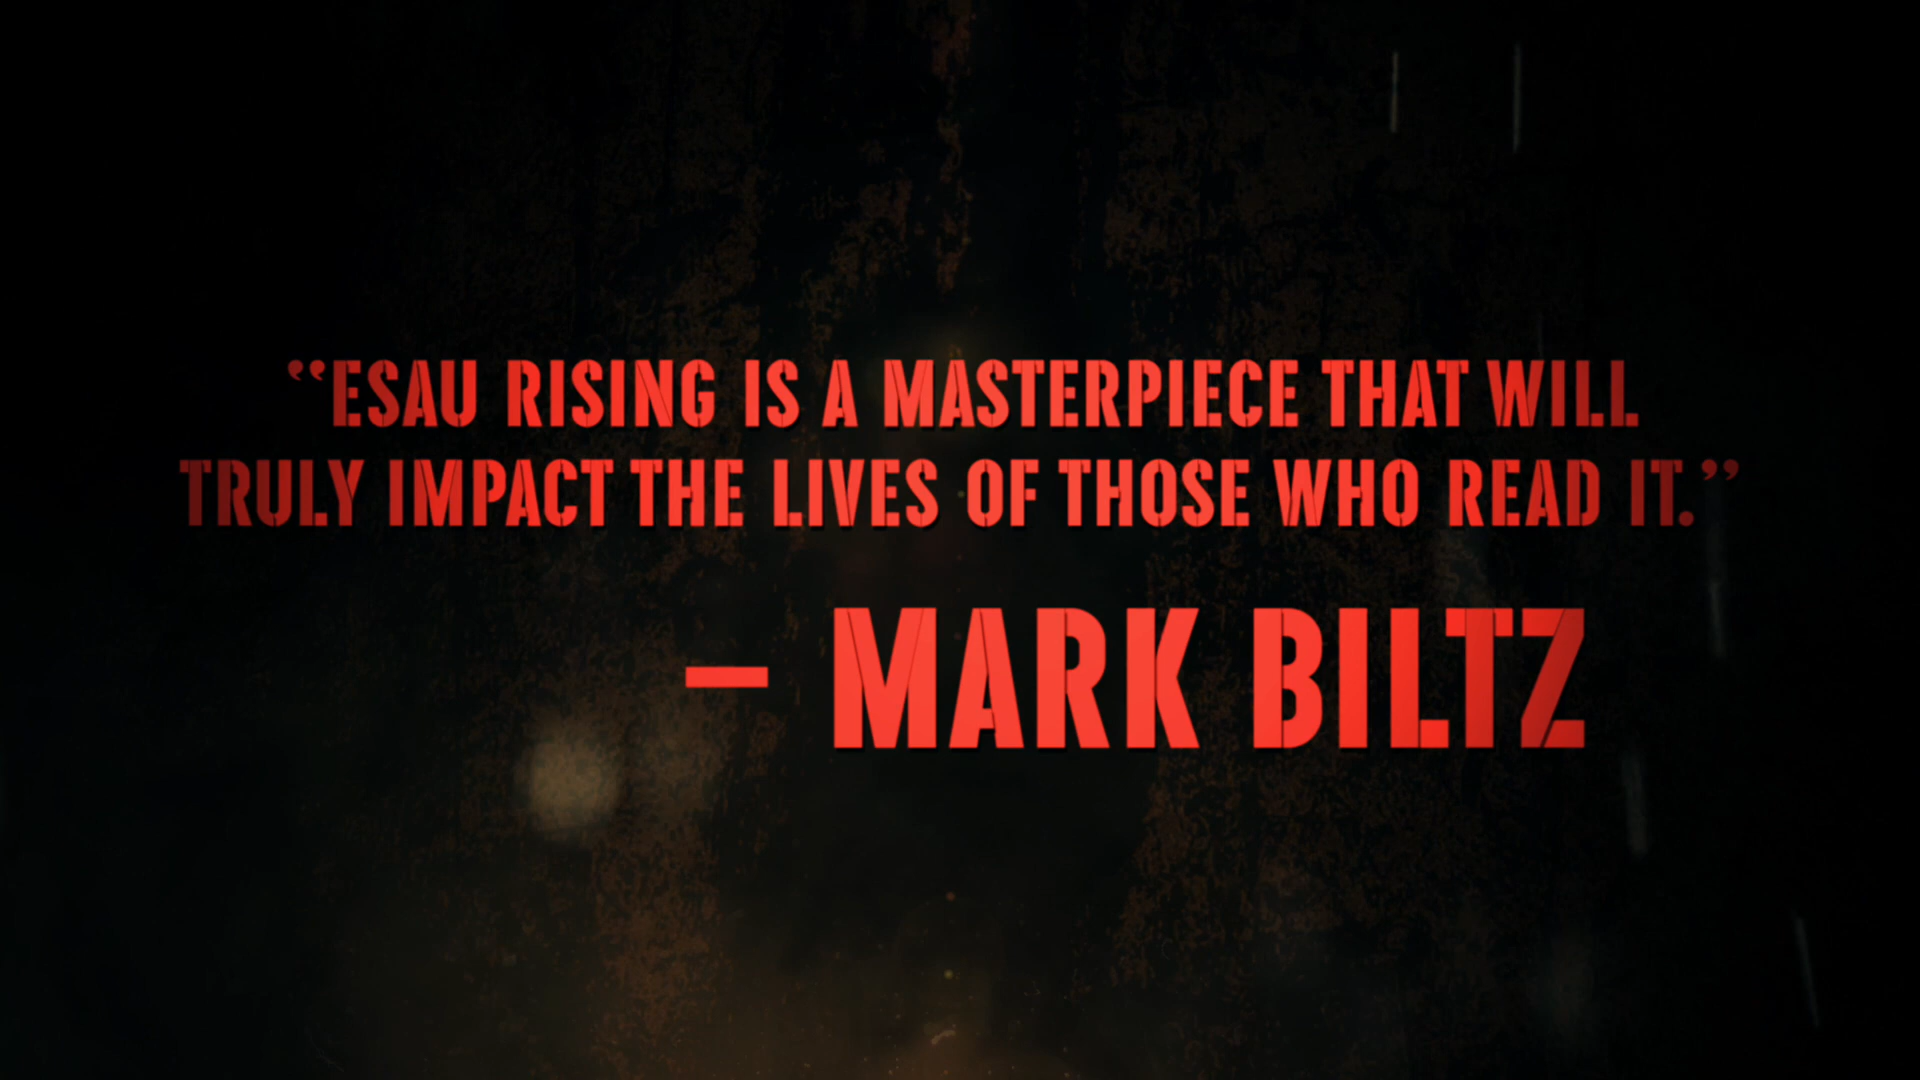 “ESAU RISING IS A MASTERPIECE THAT WILL
TRULY IMPACT THE LIVES OF THOSE WHO READ IT.”
– MARK BILTZ